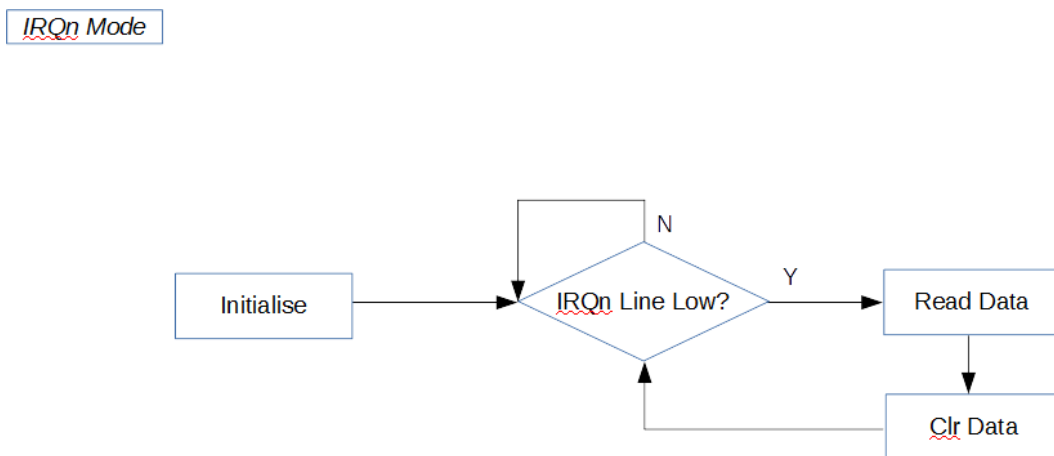 IRQn Mode
N
Y
Initialise
IRQn Line Low?
Read Data
Clr Data